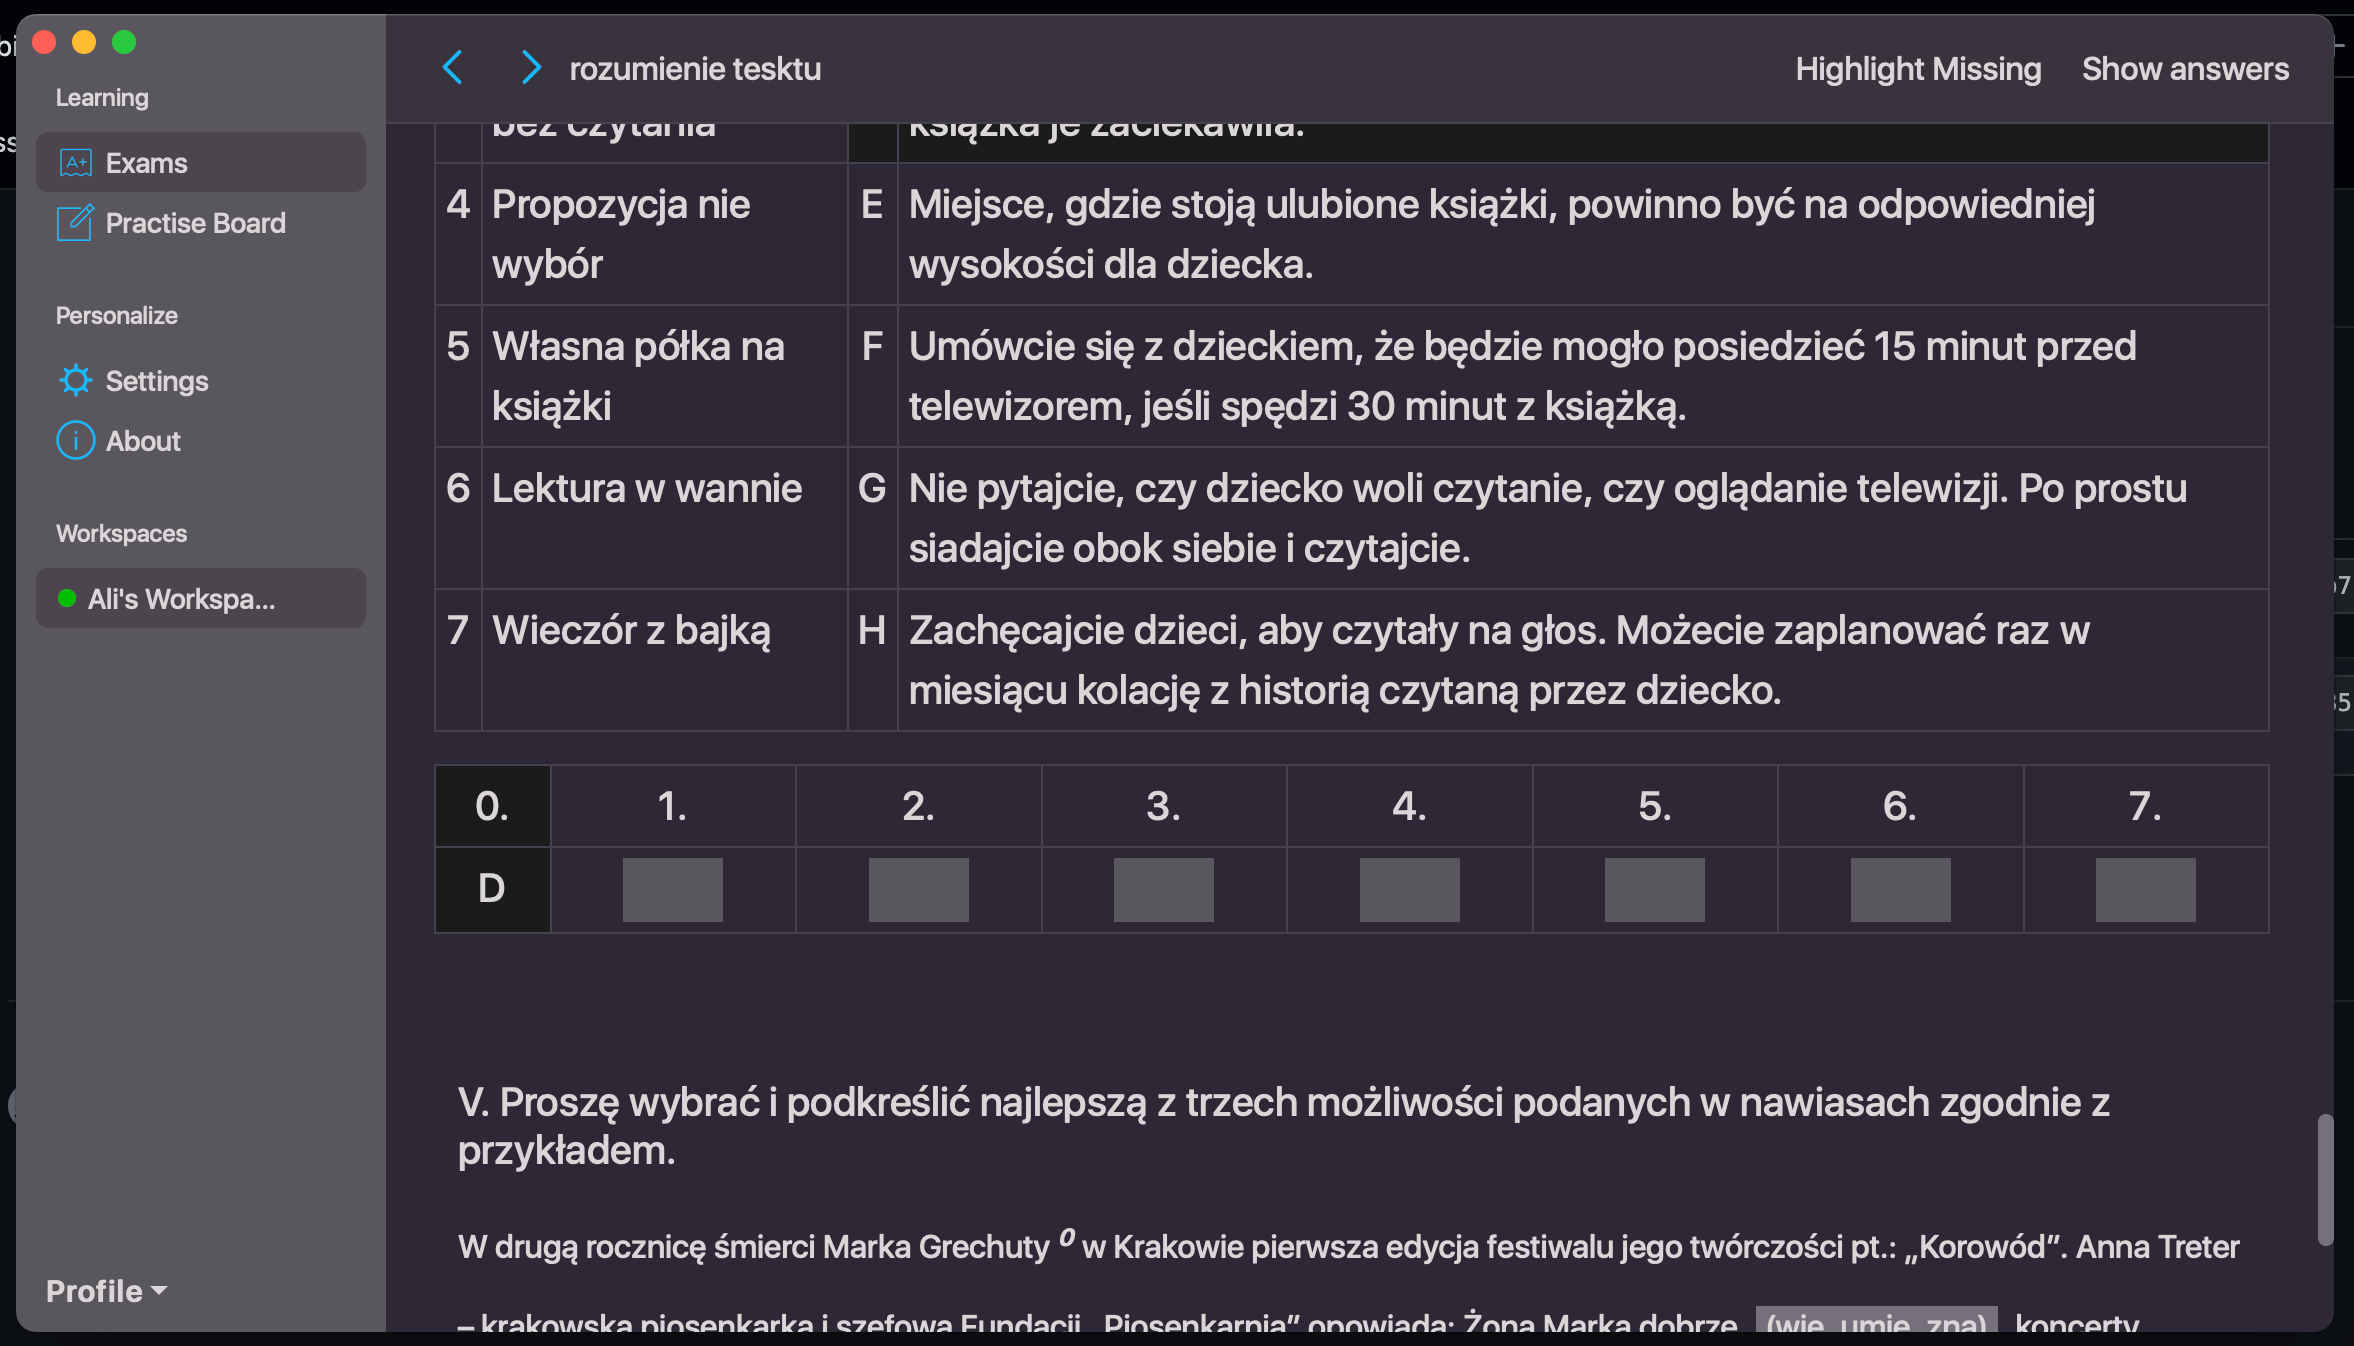 Learning
Exams
Practise Board
Personalize
Settings
About
Workspaces
Ali's Workspa...
Profile
rozumienie tesktu
Highlight Missing
Show answers
bez czytania
książka je zaciekawiła.
4 Propozycja nie wybór
E Miejsce, gdzie stoją ulubione książki, powinno być na odpowiedniej
wysokości dla dziecka.
5 Własna półka na książki
F Umówcie się z dzieckiem, że będzie mogło posiedzieć 15 minut przed
telewizorem, jeśli spędzi 30 minut z książką.
6 Lektura w wannie
G Nie pytajcie, czy dziecko woli czytanie, czy oglądanie telewizji. Po prostu
siadajcie obok siebie i czytajcie.
7 Wieczór z bajką
H Zachęcajcie dzieci, aby czytały na głos. Możecie zaplanować raz w
miesiącu kolację z historią czytaną przez dziecko.
0. 1. 2. 3. 4. 5. 6. 7.
D
V. Proszę wybrać i podkreślić najlepszą z trzech możliwości podanych w nawiasach zgodnie z
przykładem.
W drugą rocznicę śmierci Marka Grechuty 0 w Krakowie pierwsza edycja festiwalu jego twórczości pt.: „Korowód”. Anna Treter
– krakowska piosenkarka i szefowa Fundacji „Piosenkarnia” opowiada: Żona Marka dobrze (wie, umie, zna) koncerty